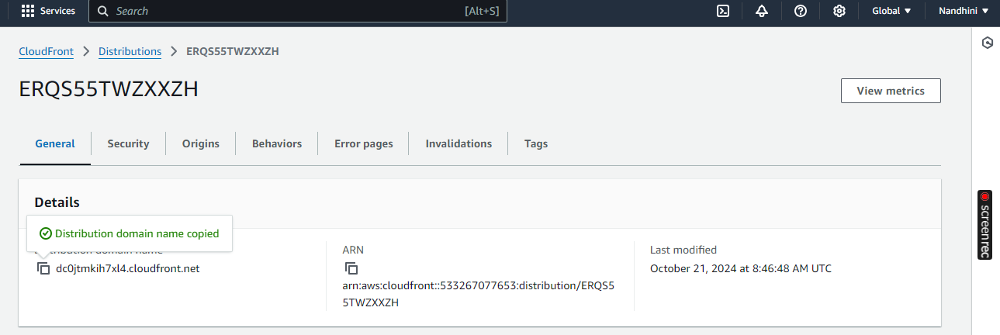 Services
Search
[Alt+S]
Global
Nandhini
CloudFront
Distributions
ERQS55TWZXXZH
ERQS55TWZXXZH
View metrics
General
Security
Origins
Behaviors
Error pages
Invalidations
Tags
Details
Distribution domain name copied
domain name
dc0jtmkih7xl4.cloudfront.net
ARN
arn:aws:cloudfront::533267077653:distribution/ERQS5
5TWZXXZH
Last modified
October 21, 2024 at 8:46:48 AM UTC
screenrec